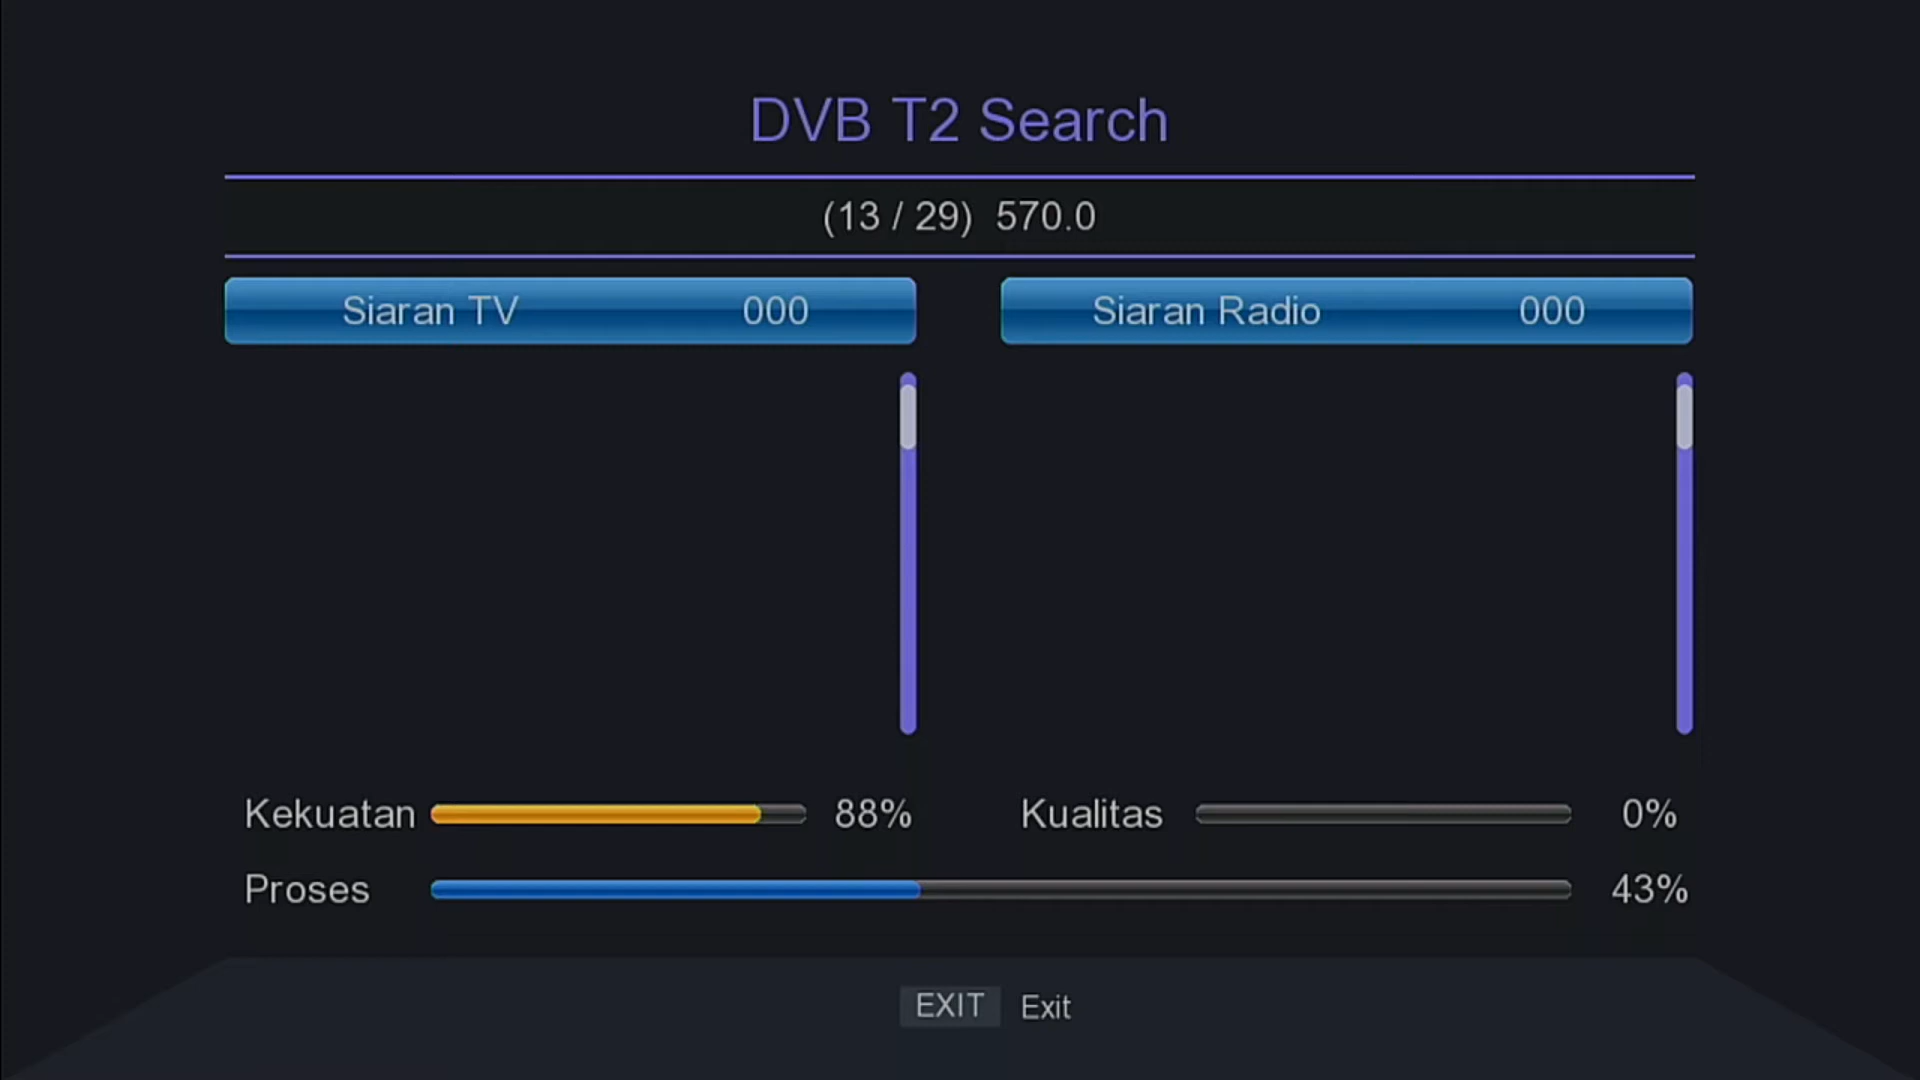 DVB T2 Search
(13 / 29) 570.0
Siaran TV 000
Siaran Radio 000
Kekuatan 88%
Kualitas 0%
Proses 43%
EXIT Exit